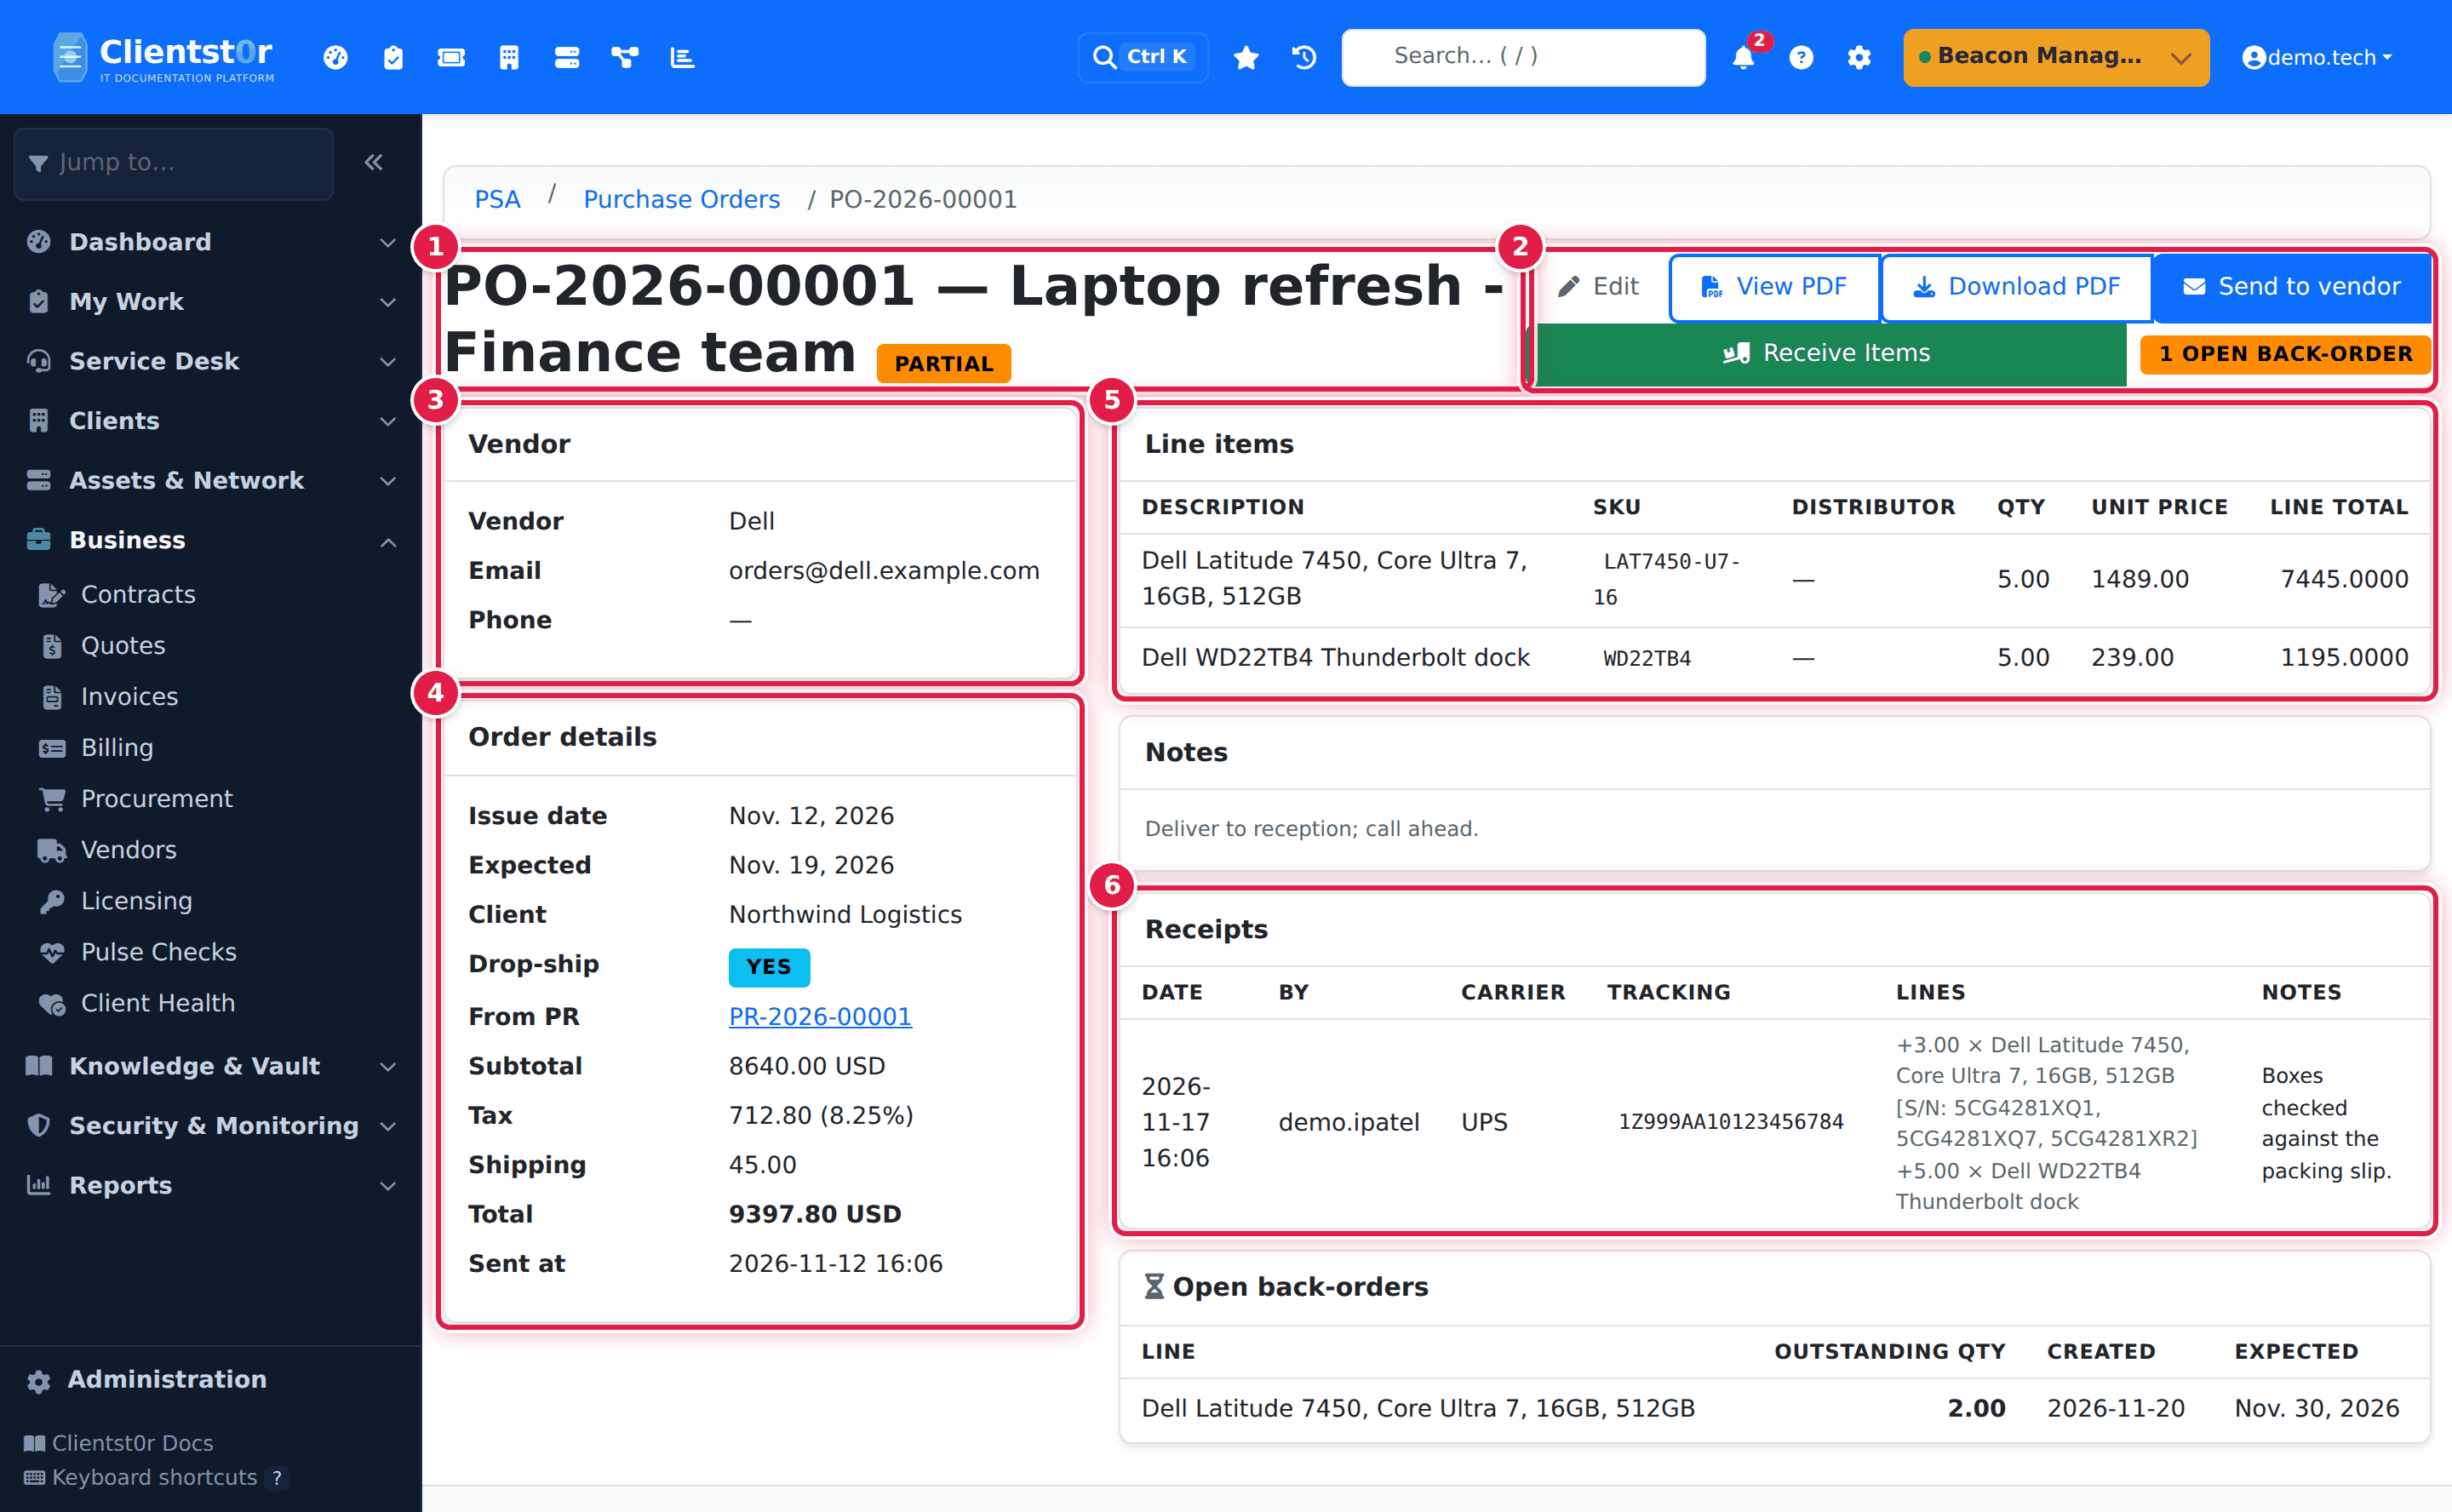 Clientst0r
IT DOCUMENTATION PLATFORM
Ctrl K
Search... ( / )
2
?
Beacon Manag...
demo.tech
Jump to...
Dashboard
My Work
Service Desk
Clients
Assets & Network
Business
Contracts
Quotes
Invoices
Billing
Procurement
Vendors
Licensing
Pulse Checks
Client Health
Knowledge & Vault
Security & Monitoring
Reports
Administration
Clientst0r Docs
Keyboard shortcuts ?
PSA / Purchase Orders / PO-2026-00001
1
PO-2026-00001 — Laptop refresh -
Finance team PARTIAL
2
Edit View PDF Download PDF Send to vendor
Receive Items 1 OPEN BACK-ORDER
3
Vendor
Vendor Dell
Email orders@dell.example.com
Phone —
4
Order details
Issue date Nov. 12, 2026
Expected Nov. 19, 2026
Client Northwind Logistics
Drop-ship YES
From PR PR-2026-00001
Subtotal 8640.00 USD
Tax 712.80 (8.25%)
Shipping 45.00
Total 9397.80 USD
Sent at 2026-11-12 16:06
5
Line items
DESCRIPTION SKU DISTRIBUTOR QTY UNIT PRICE LINE TOTAL
Dell Latitude 7450, Core Ultra 7,
16GB, 512GB
LAT7450-U7-
16
— 5.00 1489.00 7445.0000
Dell WD22TB4 Thunderbolt dock WD22TB4 — 5.00 239.00 1195.0000
Notes
Deliver to reception; call ahead.
6
Receipts
DATE BY CARRIER TRACKING LINES NOTES
2026-
11-17
16:06
demo.ipatel UPS 1Z999AA10123456784
+3.00 × Dell Latitude 7450,
Core Ultra 7, 16GB, 512GB
[S/N: 5CG4281XQ1,
5CG4281XQ7, 5CG4281XR2]
+5.00 × Dell WD22TB4
Thunderbolt dock
Boxes
checked
against the
packing slip.
Open back-orders
LINE OUTSTANDING QTY CREATED EXPECTED
Dell Latitude 7450, Core Ultra 7, 16GB, 512GB 2.00 2026-11-20 Nov. 30, 2026